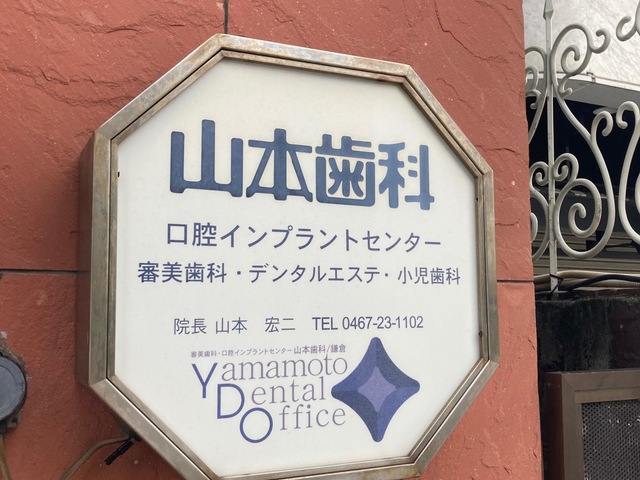 山本歯科
口腔インプラントセンター
審美歯科・デンタルエステ・小児歯科
院長 山本 宏二 TEL 0467-23-1102
審美歯科・口腔インプラントセンター 山本歯科/鎌倉
Yamamoto
Dental
Office